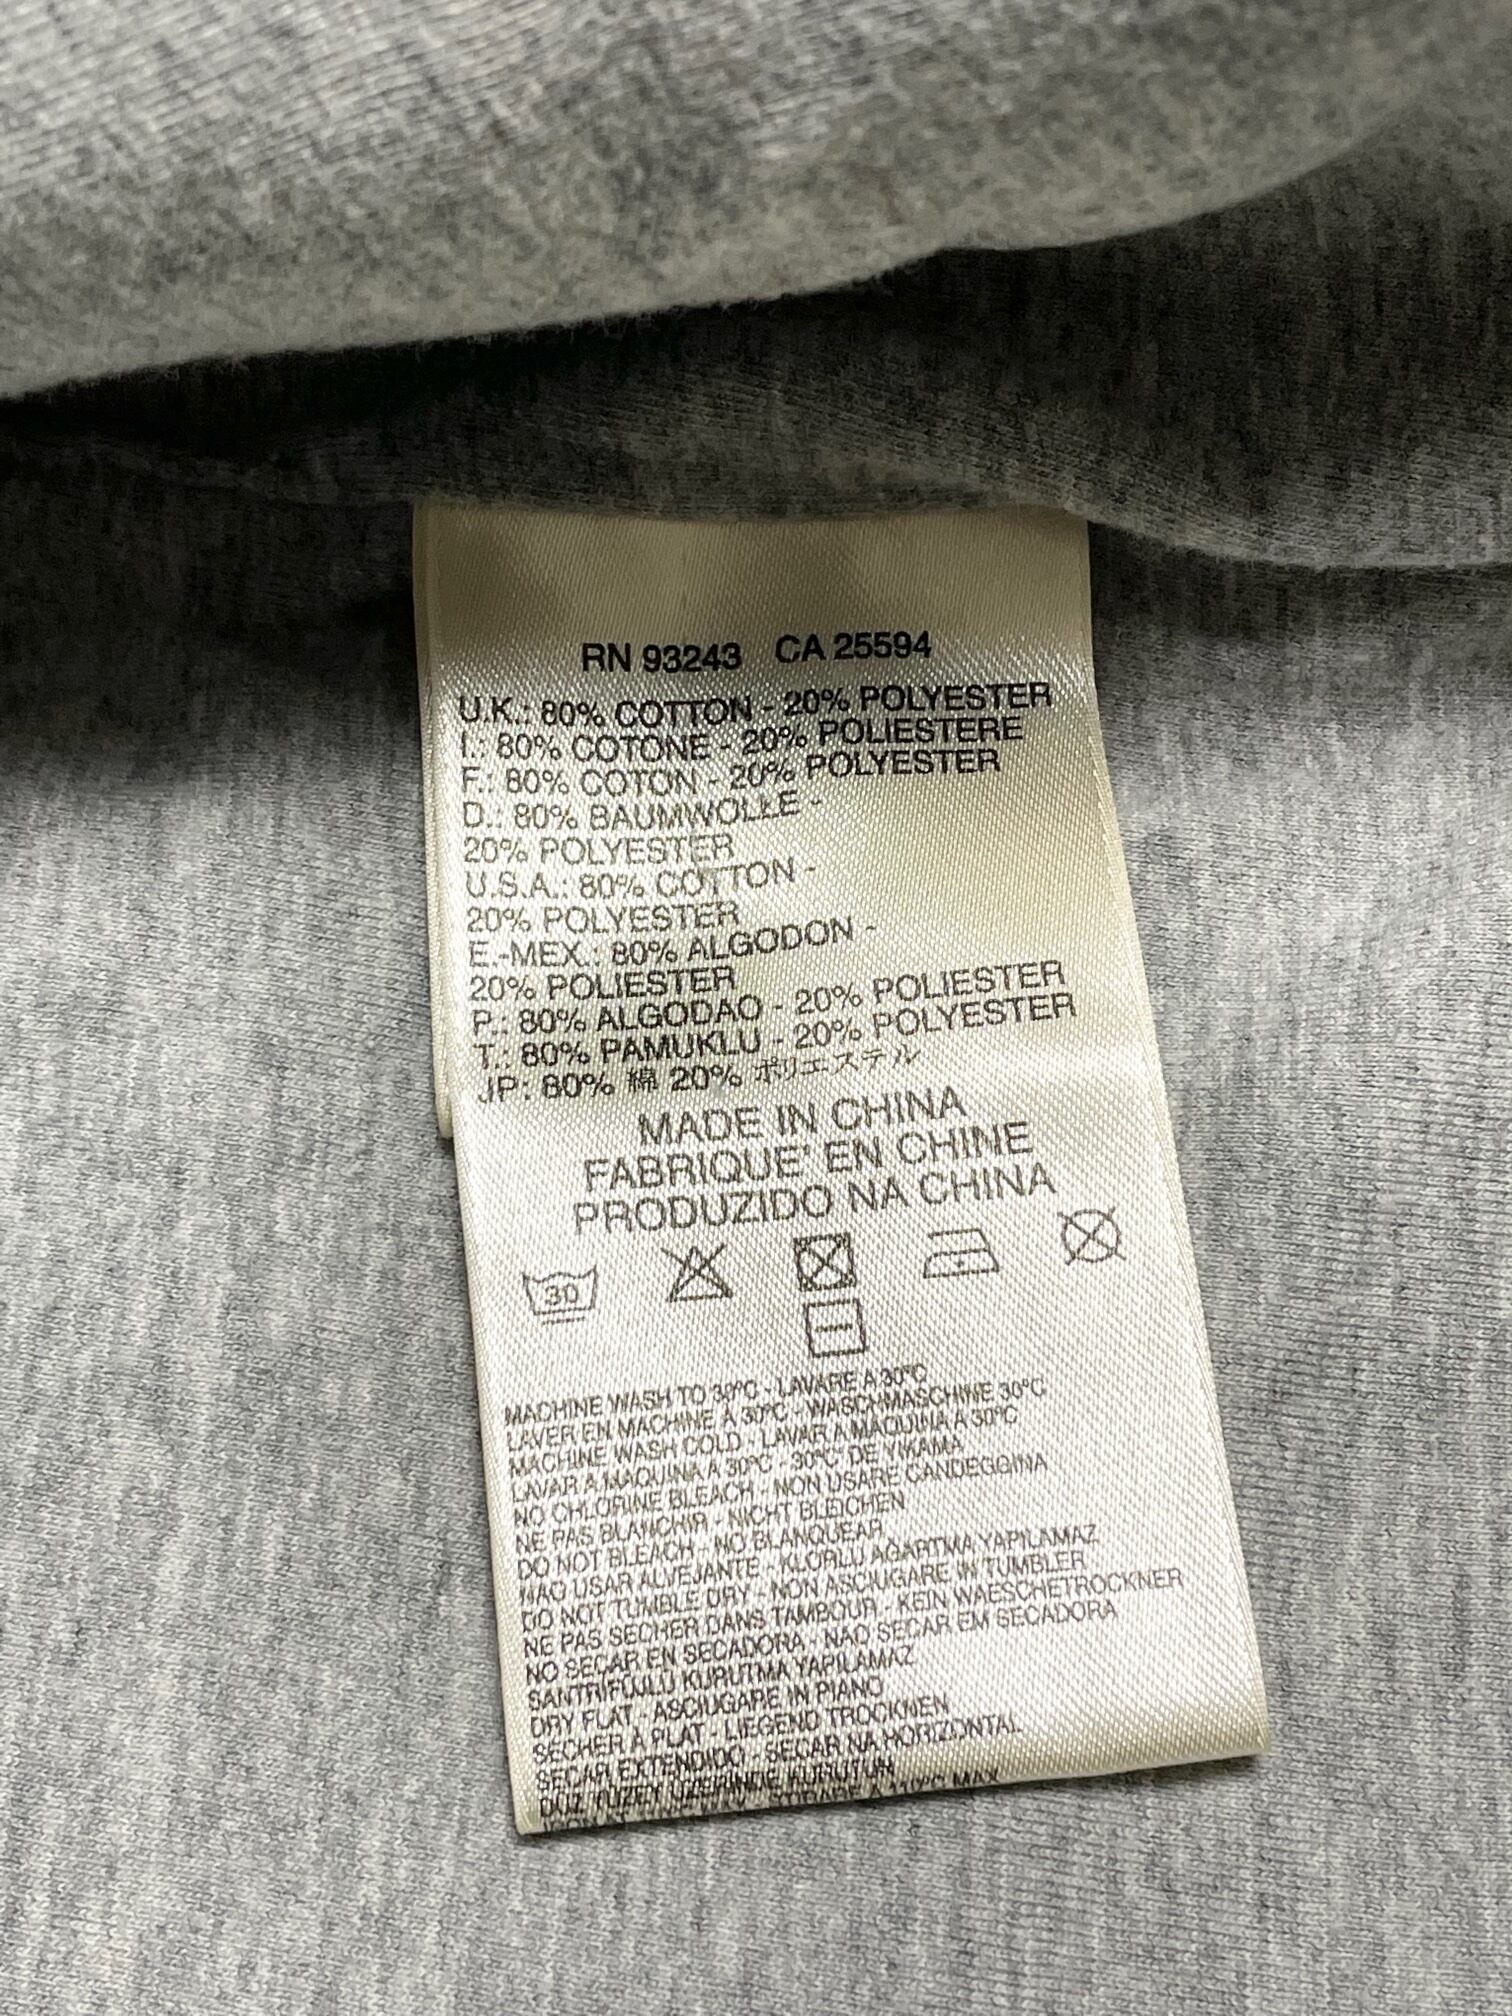 RN 93243 CA 25594
U.K.: 80% COTTON - 20% POLYESTER
I.: 80% COTONE - 20% POLIESTERE
F.: 80% COTON - 20% POLYESTER
D.: 80% BAUMWOLLE -
20% POLYESTER
U.S.A.: 80% COTTON -
20% POLYESTER
E.-MEX.: 80% ALGODON -
20% POLIESTER
P.: 80% ALGODAO - 20% POLIESTER
T.: 80% PAMUKLU - 20% POLYESTER
JP: 80% 綿 20% ポリエステル
MADE IN CHINA
FABRIQUE' EN CHINE
PRODUZIDO NA CHINA
30
MACHINE WASH TO 30°C - LAVARE A 30°C
LAVER EN MACHINE A 30°C - WASCHMASCHINE 30°C
MACHINE WASH COLD - LAVAR A MAQUINA A 30°C
LAVAR A MAQUINA A 30°C - 30°C' DE YIKAMA
NO CHLORINE BLEACH - NON USARE CANDEGGINA
NE PAS BLANCHIR - NICHT BLEICHEN
DO NOT BLEACH - NO BLANQUEAR
NAO USAR ALVEJANTE - KLORLU AGARTMA YAPILAMAZ
DO NOT TUMBLE DRY - NON ASCIUGARE IN TUMBLER
NE PAS SECHER DANS TAMBOUR - KEIN WAESCHETROCKNER
NO SECAR EN SECADORA - NAO SECAR EM SECADORA
SANTRIFUJLU KURUTMA YAPILAMAZ
DRY FLAT - ASCIUGARE IN PIANO
SECHER A PLAT - LIEGEND TROCKNEN
SECAR EXTENDIDO - SECAR NA HORIZONTAL
DUZ YUZEY UZERINDE KURUTUN
110°C MAX